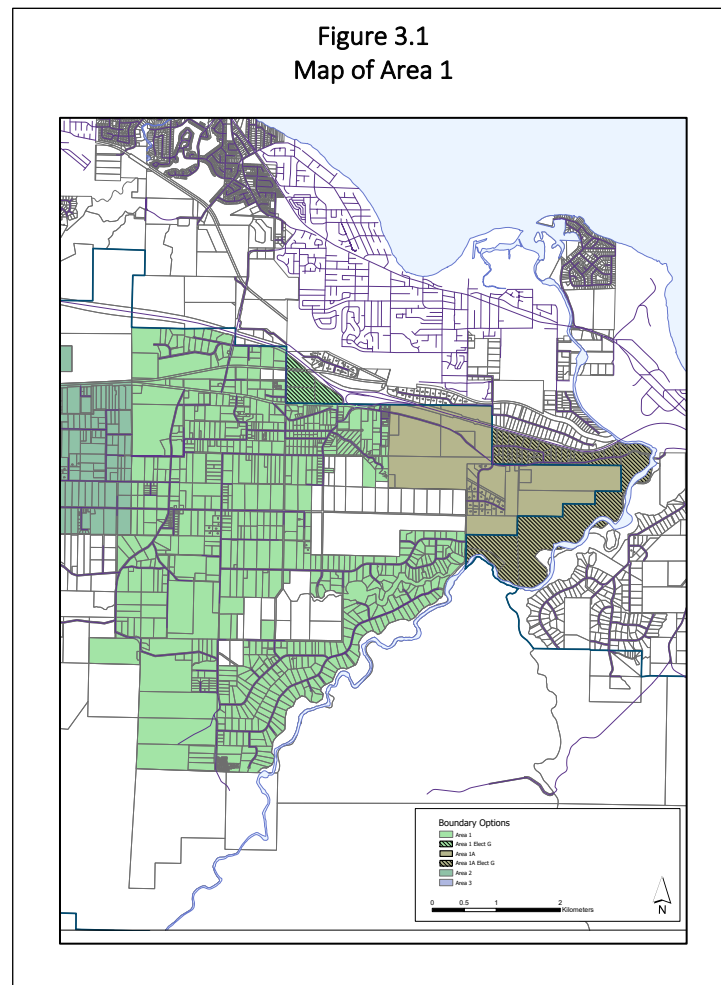 Figure 3.1
Map of Area 1
Boundary Options
Area 1
Area 1 Elect G
Area 1A
Area 1A Elect G
Area 2
Area 3
0 0.5 1 2
Kilometers
N